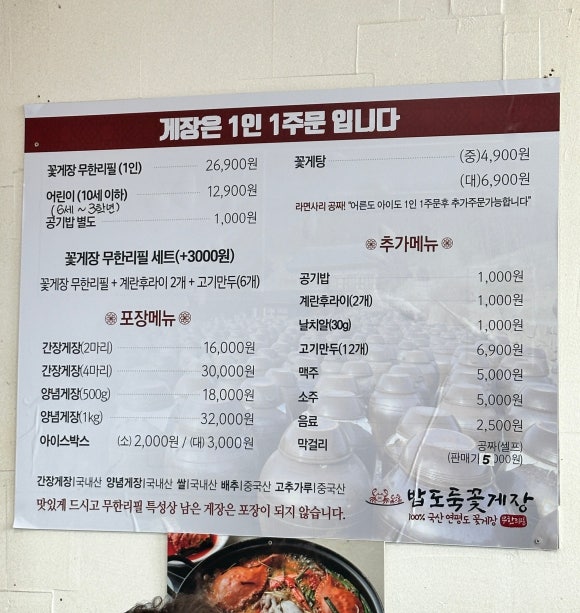 게장은 1인 1주문 입니다
꽃게장 무한리필 (1인) 26,900원
어린이 (10세 이하) 12,900원
(6세 ~ 3학년)
공기밥 별도 1,000원
꽃게장 무한리필 세트(+3000원)
꽃게장 무한리필 + 계란후라이 2개 + 고기만두(6개)
포장메뉴
간장게장(2마리) 16,000원
간장게장(4마리) 30,000원
양념게장(500g) 18,000원
양념게장(1kg) 32,000원
아이스박스 (소) 2,000원 / (대) 3,000원
꽃게탕 (중)4,900원
(대)6,900원
라면사리 공짜! "어른도 아이도 1인 1주문후 추가주문가능합니다"
추가메뉴
공기밥 1,000원
계란후라이(2개) 1,000원
날치알(30g) 1,000원
고기만두(12개) 6,900원
맥주 5,000원
소주 5,000원
음료 2,500원
막걸리 공짜(셀프)
(판매가 5,000원)
간장게장|국내산 양념게장|국내산 쌀|국내산 배추|중국산 고추가루|중국산
맛있게 드시고 무한리필 특성상 남은 게장은 포장이 되지 않습니다.
밥도둑꽃게장
100% 국산 연평도 꽃게장 무한리필